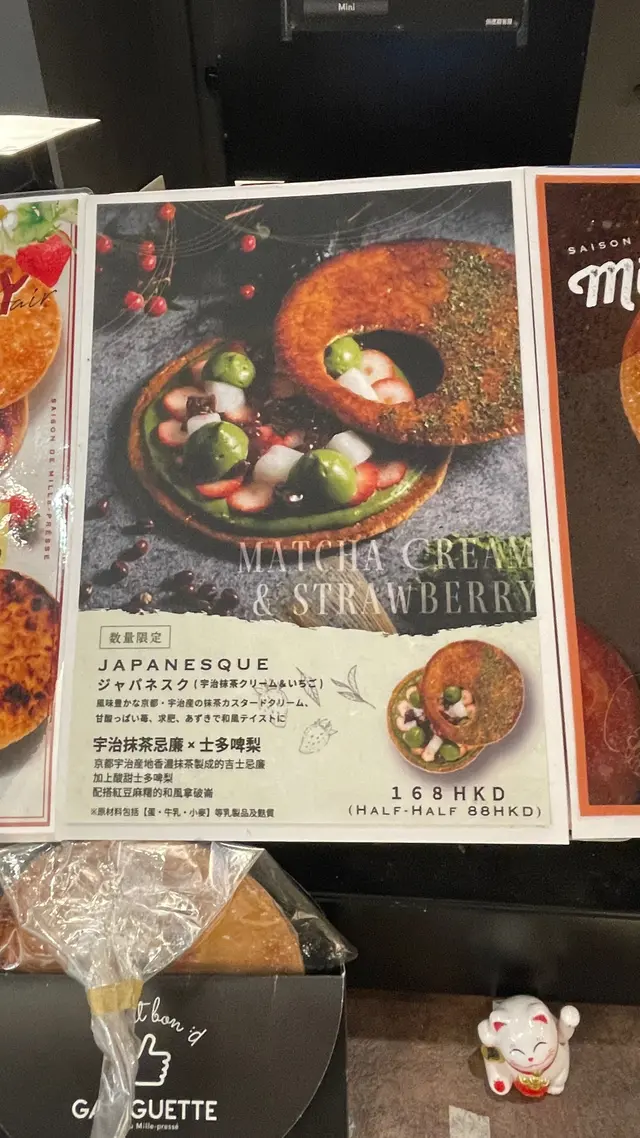 Mini
Y
air
SAISON DE MILLE-PRESSE
SAISON
MATCHA CREAM
& STRAWBERRY
数量限定
JAPANESQUE
ジャパネスク(宇治抹茶クリーム&いちご)
風味豊かな京都・宇治産の抹茶カスタードクリーム、
甘酸っぱい苺、求肥、あずきで和風テイストに
宇治抹茶忌廉 × 士多啤梨
京都宇治産地香濃抹茶製成的吉士忌廉
加上酸甜士多啤梨
配搭紅豆麻糬的和風拿破崙
※原材料包括【蛋・牛乳・小麥】等乳製品及麩質
168HKD
(HALF-HALF 88HKD)
t bon :d
GUETTE
Mille-pressé